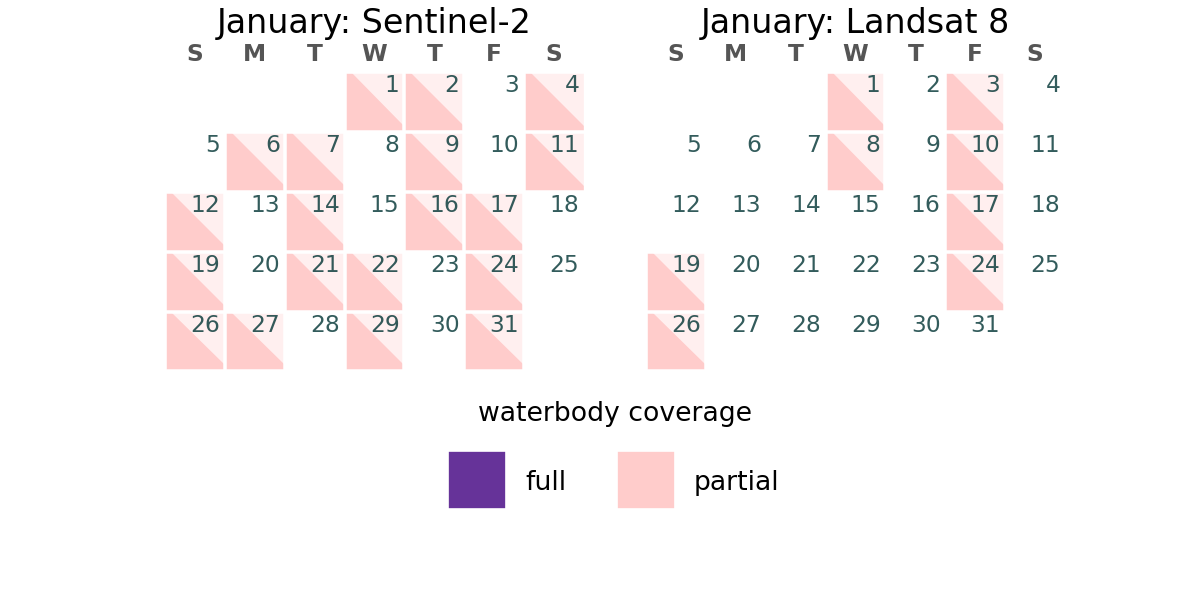 January: Sentinel-2
S M T W T F S
1 2 3 4
5 6 7 8 9 10 11
12 13 14 15 16 17 18
19 20 21 22 23 24 25
26 27 28 29 30 31
January: Landsat 8
S M T W T F S
1 2 3 4
5 6 7 8 9 10 11
12 13 14 15 16 17 18
19 20 21 22 23 24 25
26 27 28 29 30 31
waterbody coverage
full partial